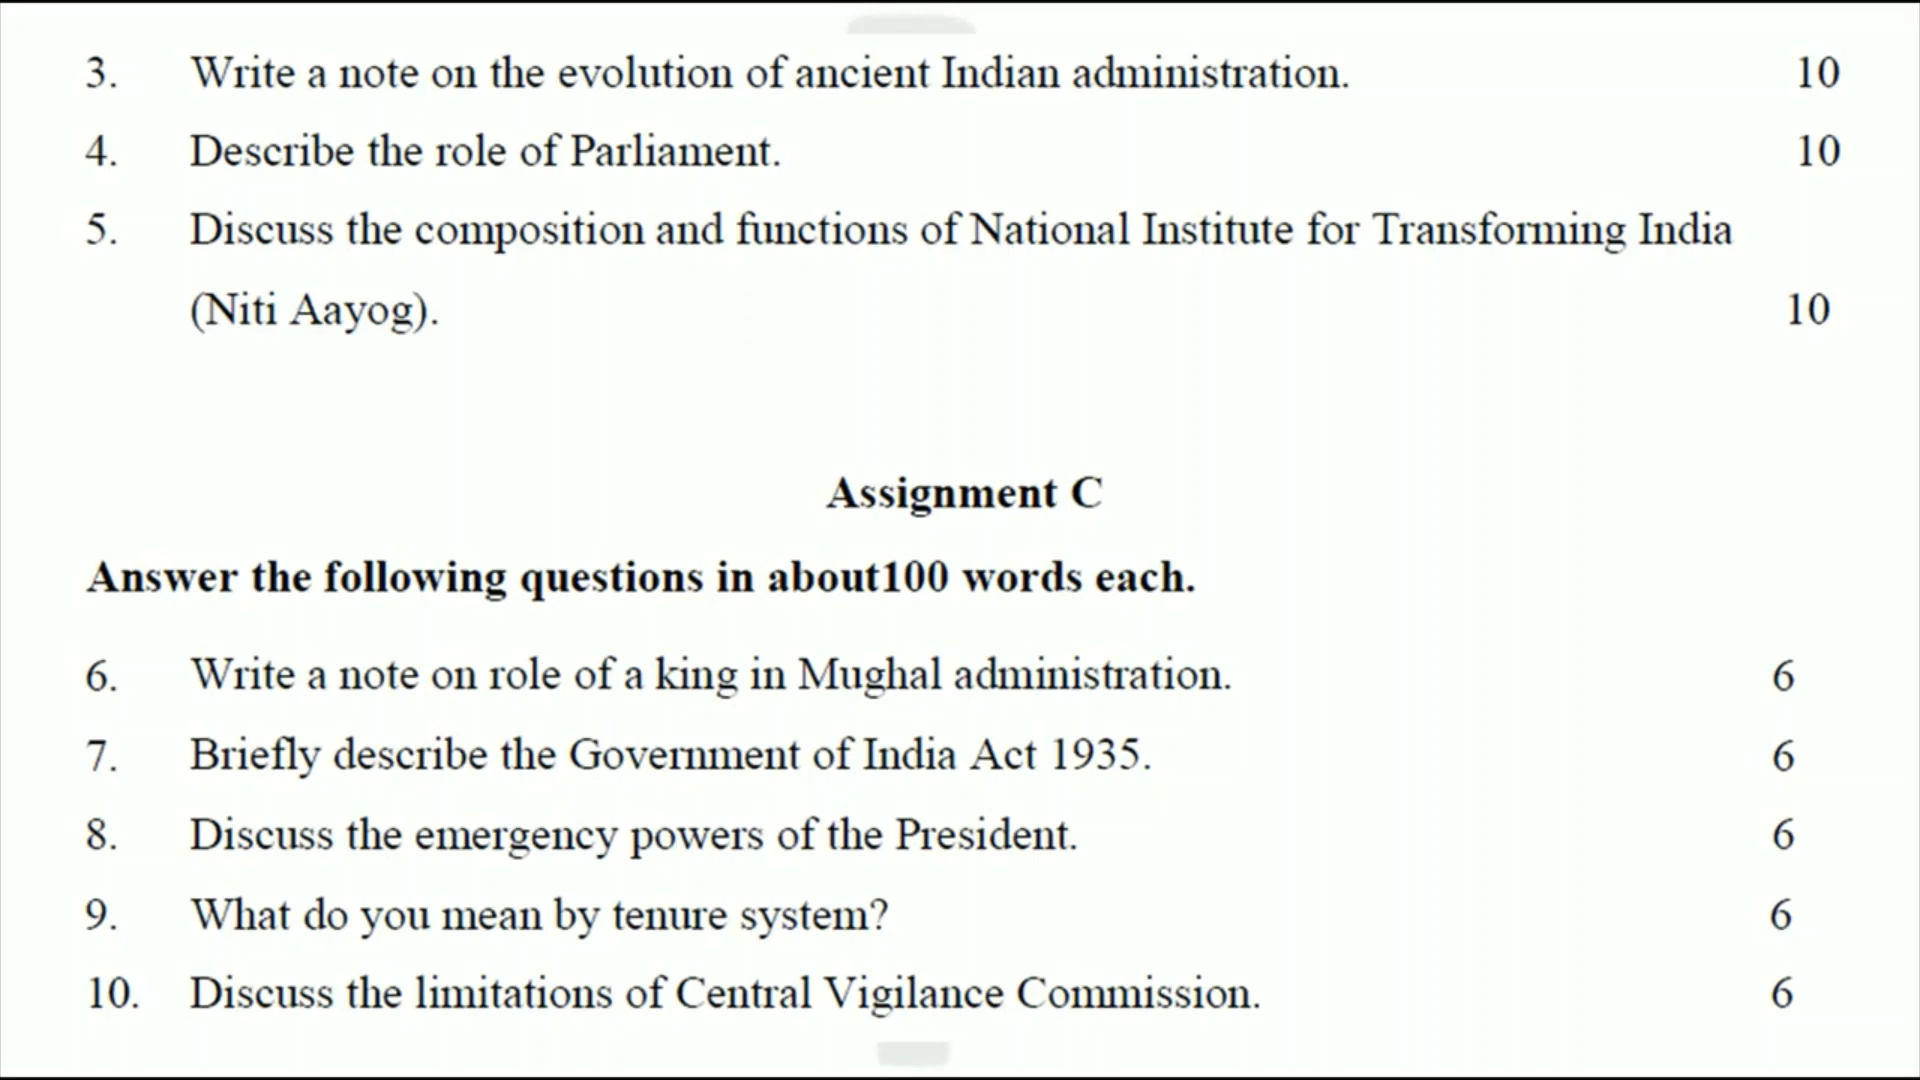 3. Write a note on the evolution of ancient Indian administration. 10
4. Describe the role of Parliament. 10
5. Discuss the composition and functions of National Institute for Transforming India
(Niti Aayog). 10
Assignment C
Answer the following questions in about100 words each.
6. Write a note on role of a king in Mughal administration. 6
7. Briefly describe the Government of India Act 1935. 6
8. Discuss the emergency powers of the President. 6
9. What do you mean by tenure system? 6
10. Discuss the limitations of Central Vigilance Commission. 6